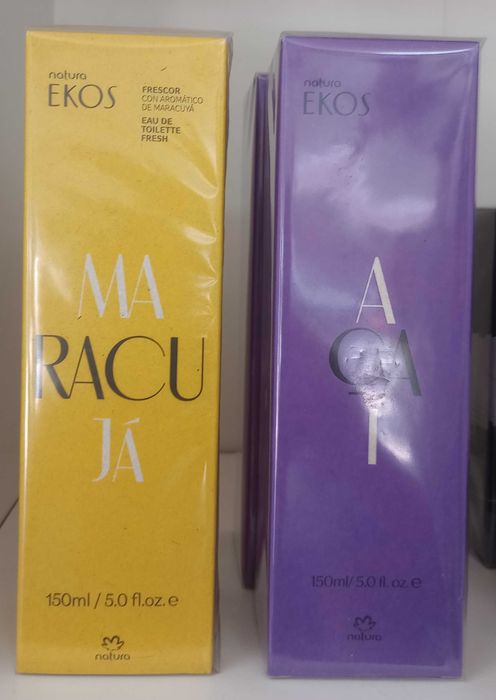 natura
EKOS
FRESCOR
CON AROMÁTICO
DE MARACUYÁ
EAU DE
TOILETTE
FRESH
MA
RACU
JÁ
150ml / 5.0 fl.oz. e
natura
natura
EKOS
A
ÇA
I
150ml/ 5.0 fl. oz. e
natura